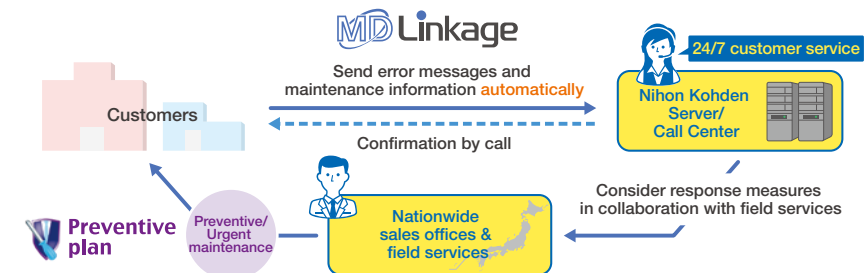 MD Linkage
24/7 customer service
Send error messages and
maintenance information automatically
Customers
Nihon Kohden
Server/
Call Center
Confirmation by call
Consider response measures
in collaboration with field services
Nationwide
sales offices &
field services
Preventive/
Urgent
maintenance
Preventive
plan